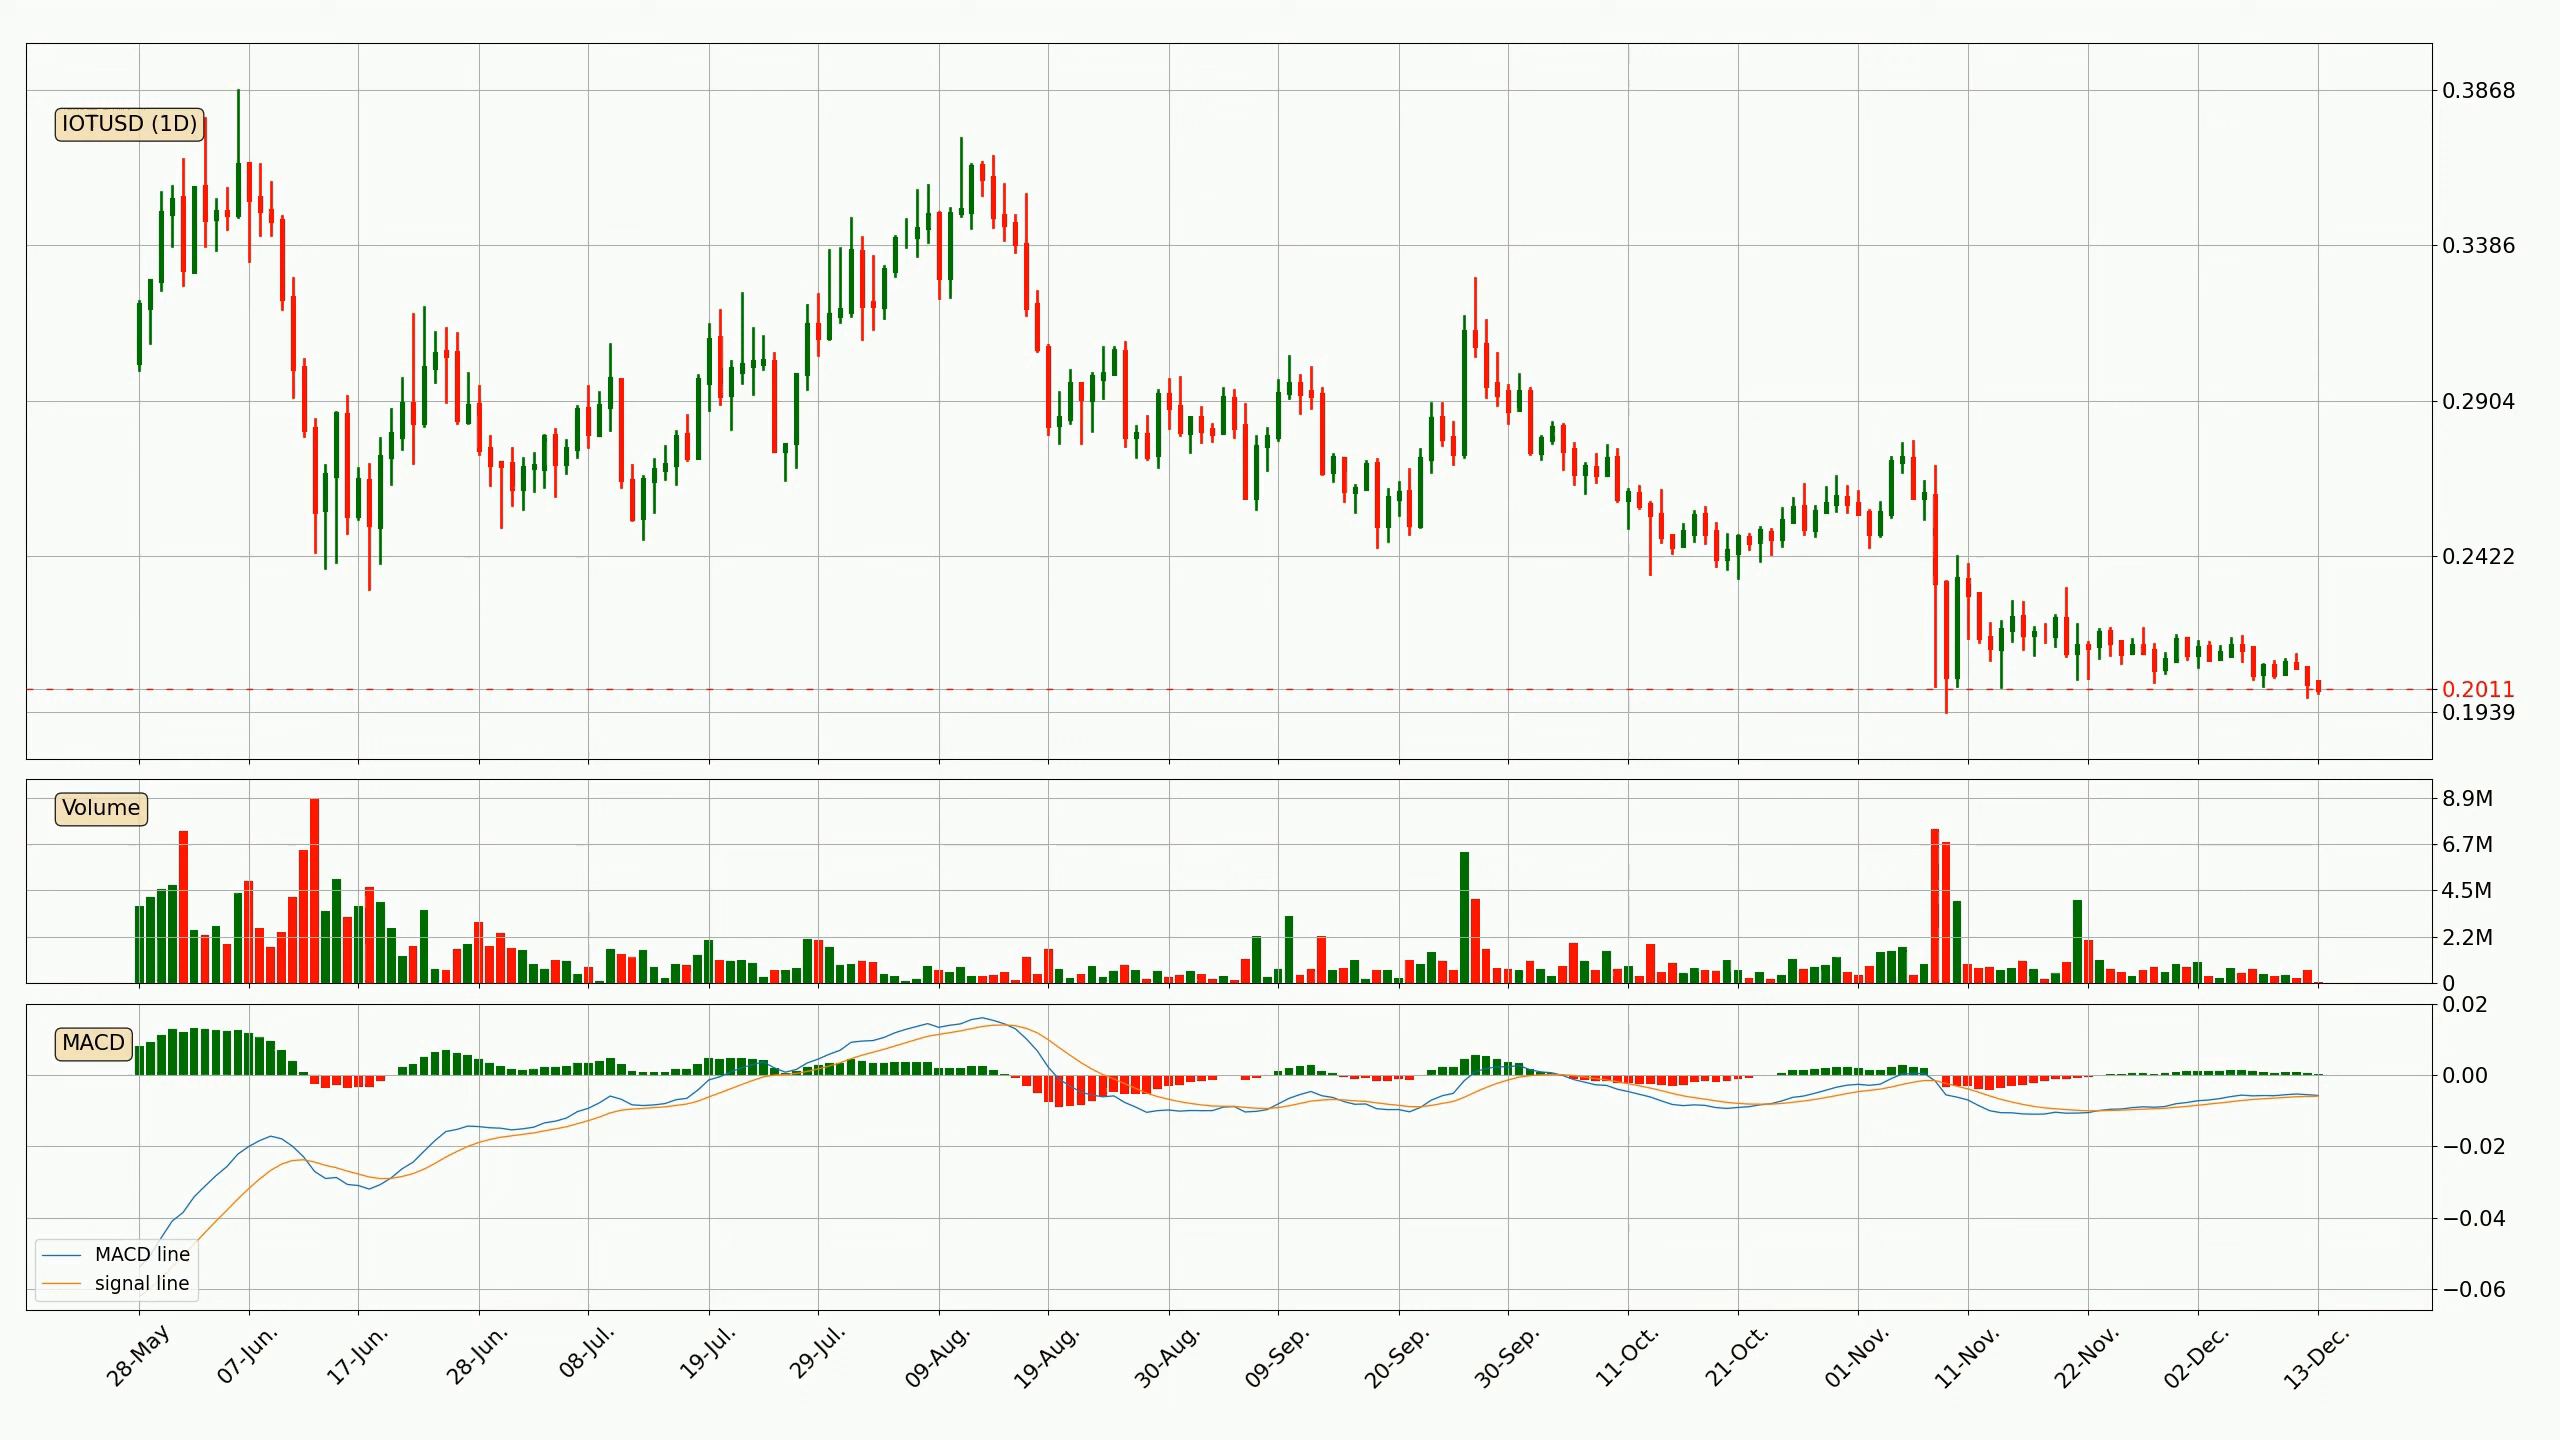 IOTUSD (1D)
0.3868
0.3386
0.2904
0.2422
0.2011
0.1939
Volume
8.9M
6.7M
4.5M
2.2M
0
MACD
0.02
0.00
−0.02
−0.04
−0.06
MACD line
signal line
28-May
07-Jun.
17-Jun.
28-Jun.
08-Jul.
19-Jul.
29-Jul.
09-Aug.
19-Aug.
30-Aug.
09-Sep.
20-Sep.
30-Sep.
11-Oct.
21-Oct.
01-Nov.
11-Nov.
22-Nov.
02-Dec.
13-Dec.